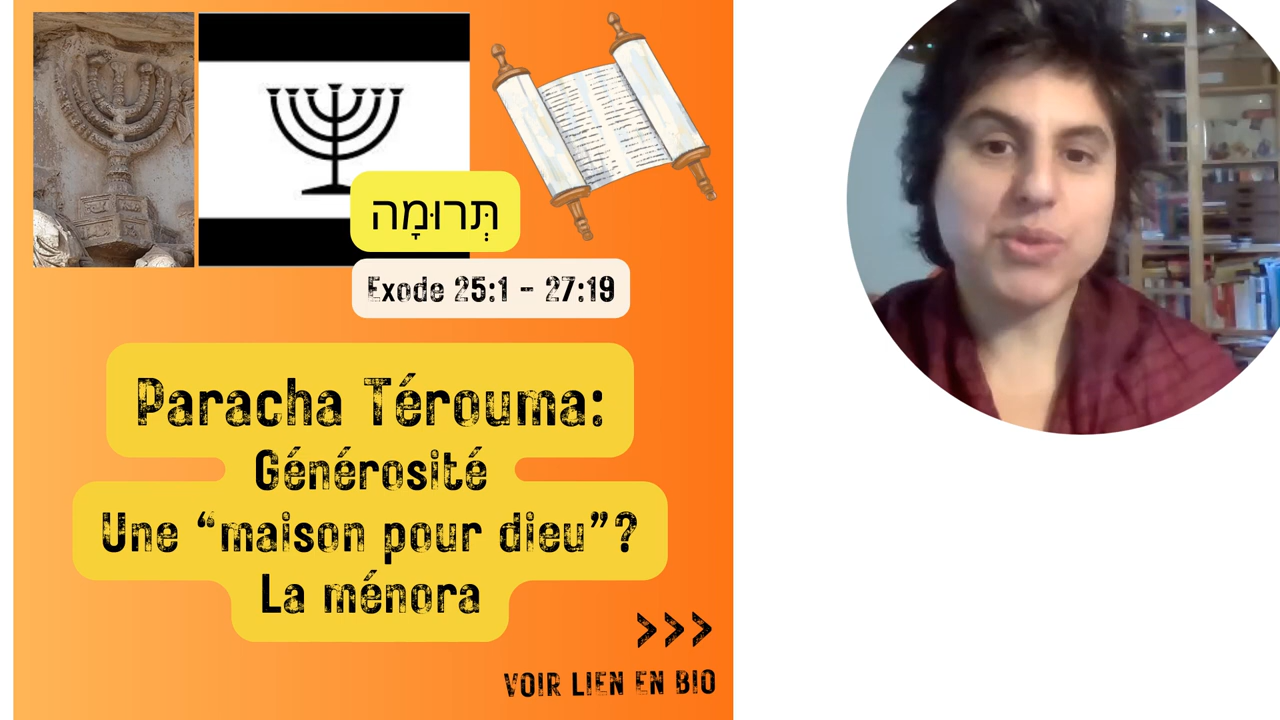 תְּרוּמָה
Exode 25:1 - 27:19
Paracha Térouma:
Générosité
Une “maison pour dieu”?
La ménora
>>>
VOIR LIEN EN BIO